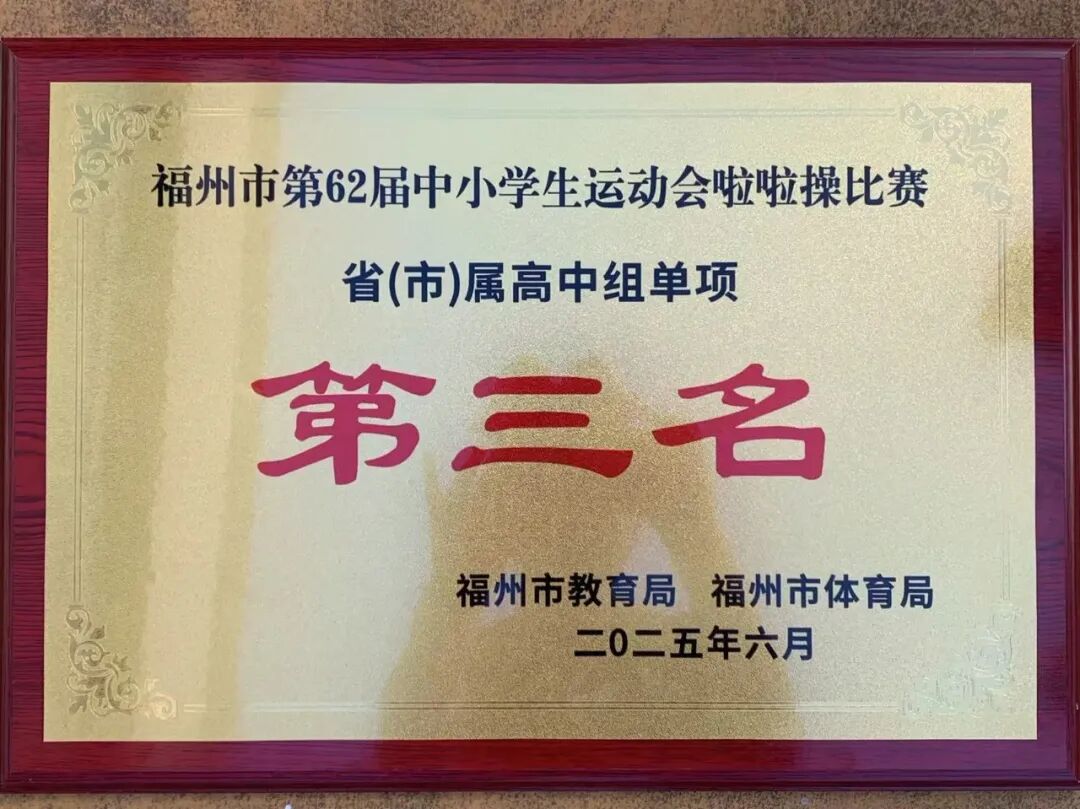 福州市第62届中小学生运动会啦啦操比赛
省(市)属高中组单项
第三名
福州市教育局 福州市体育局
二0二五年六月